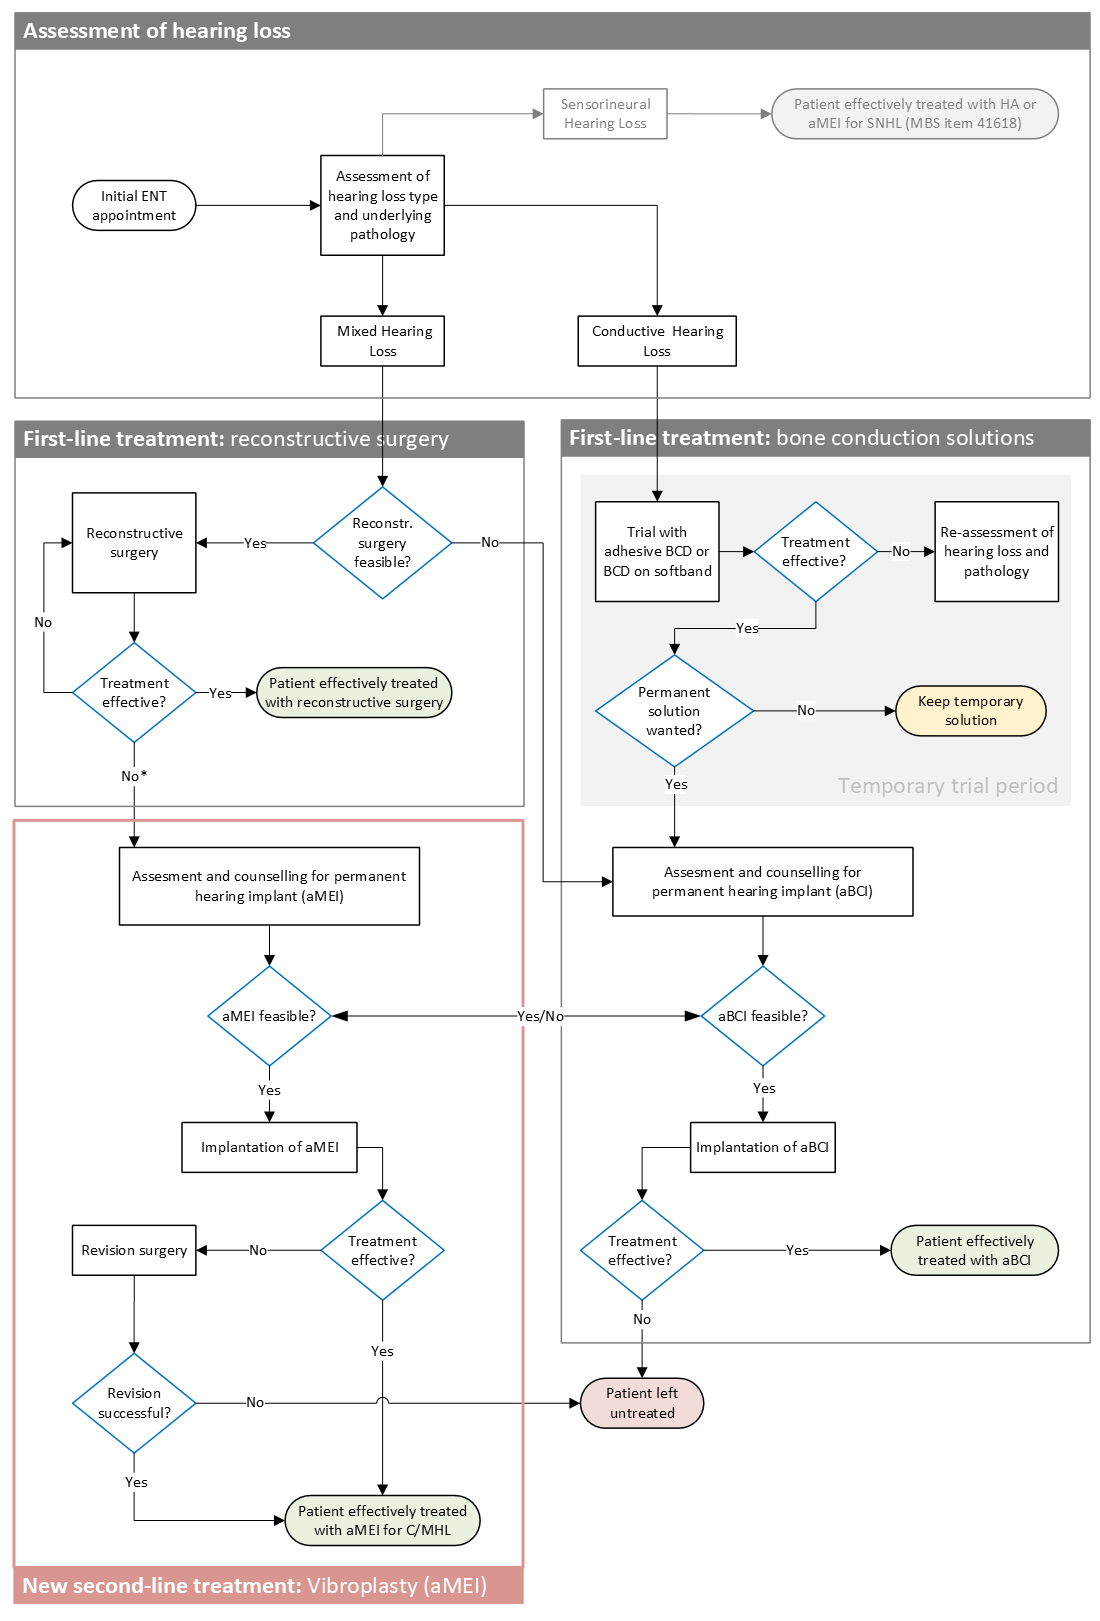 Assessment of hearing loss
Sensorineural
Hearing Loss
Patient effectively treated with HA or
aMEI for SNHL (MBS item 41618)
Initial ENT
appointment
Assessment of
hearing loss type
and underlying
pathology
Mixed Hearing
Loss
Conductive Hearing
Loss
First-line treatment: reconstructive surgery
Reconstructive
surgery
Yes
Reconstr.
surgery
feasible?
No
No
Treatment
effective?
Yes
Patient effectively treated
with reconstructive surgery
No*
First-line treatment: bone conduction solutions
Trial with
adhesive BCD or
BCD on softband
Treatment
effective?
No
Re-assessment of
hearing loss and
pathology
Yes
Permanent
solution
wanted?
No
Keep temporary
solution
Yes
Temporary trial period
Assesment and counselling for permanent
hearing implant (aMEI)
Assesment and counselling for
permanent hearing implant (aBCI)
aMEI feasible?
Yes/No
aBCI feasible?
Yes
Yes
Implantation of aMEI
Implantation of aBCI
Revision surgery
No
Treatment
effective?
Treatment
effective?
Yes
Patient effectively
treated with aBCI
No
Yes
Revision
successful?
No
Patient left
untreated
Yes
Patient effectively treated
with aMEI for C/MHL
New second-line treatment: Vibroplasty (aMEI)